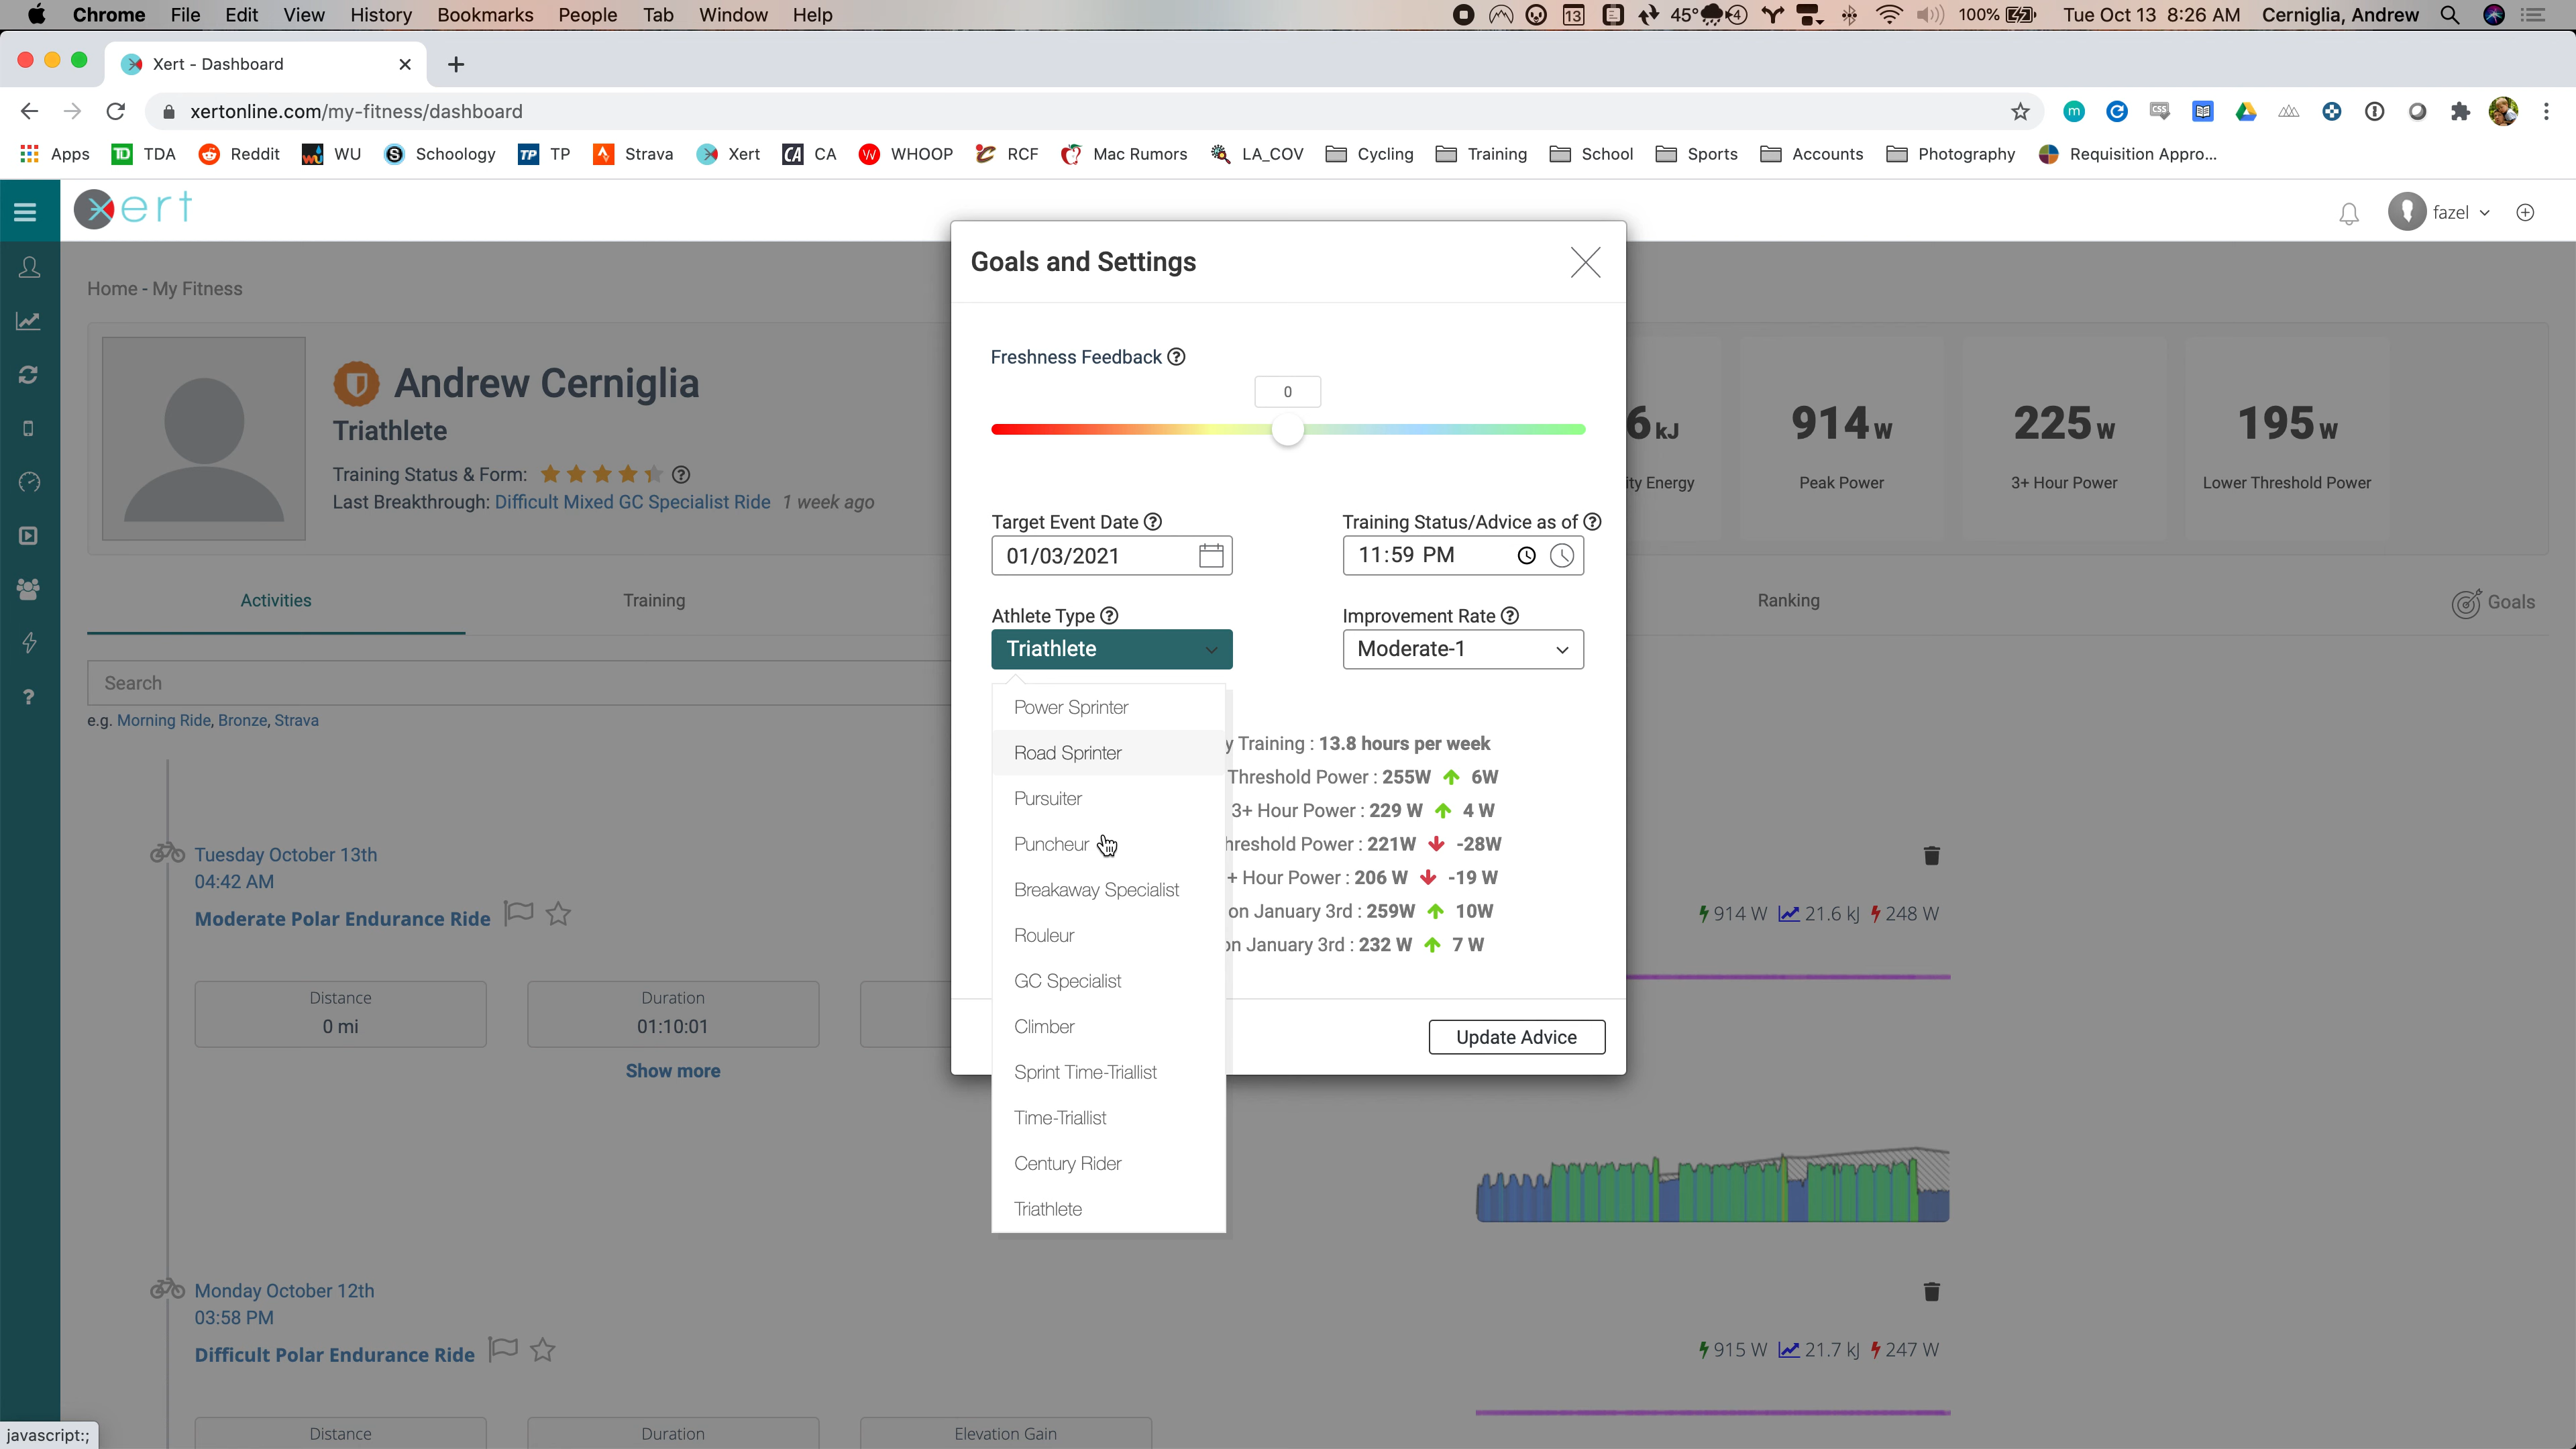 Chrome File Edit View History Bookmarks People Tab Window Help
13 45° 4 100% Tue Oct 13 8:26 AM Cerniglia, Andrew
Xert - Dashboard
xertonline.com/my-fitness/dashboard
Apps TDA Reddit WU Schoology TP Strava Xert CA WHOOP RCF Mac Rumors LA_COV Cycling Training School Sports Accounts Photography Requisition Appro...
xert
fazel
Home - My Fitness
Andrew Cerniglia
Triathlete
Training Status & Form:
Last Breakthrough: Difficult Mixed GC Specialist Ride 1 week ago
6 kJ 914 W 225 W 195 W
ity Energy Peak Power 3+ Hour Power Lower Threshold Power
Activities Training Ranking Goals
Search
e.g. Morning Ride, Bronze, Strava
Tuesday October 13th
04:42 AM
Moderate Polar Endurance Ride
914 W 21.6 kJ 248 W
Distance Duration
0 mi 01:10:01
Show more
Monday October 12th
03:58 PM
Difficult Polar Endurance Ride
915 W 21.7 kJ 247 W
Distance Duration Elevation Gain
Goals and Settings
Freshness Feedback
0
Target Event Date Training Status/Advice as of
01/03/2021 11:59 PM
Athlete Type Improvement Rate
Triathlete Moderate-1
Power Sprinter
Road Sprinter
Pursuiter
Puncheur
Breakaway Specialist
Rouleur
GC Specialist
Climber
Sprint Time-Triallist
Time-Triallist
Century Rider
Triathlete
y Training : 13.8 hours per week
Threshold Power : 255W 6W
3+ Hour Power : 229 W 4 W
hreshold Power : 221W -28W
+ Hour Power : 206 W -19 W
on January 3rd : 259W 10W
on January 3rd : 232 W 7 W
Update Advice
javascript:;